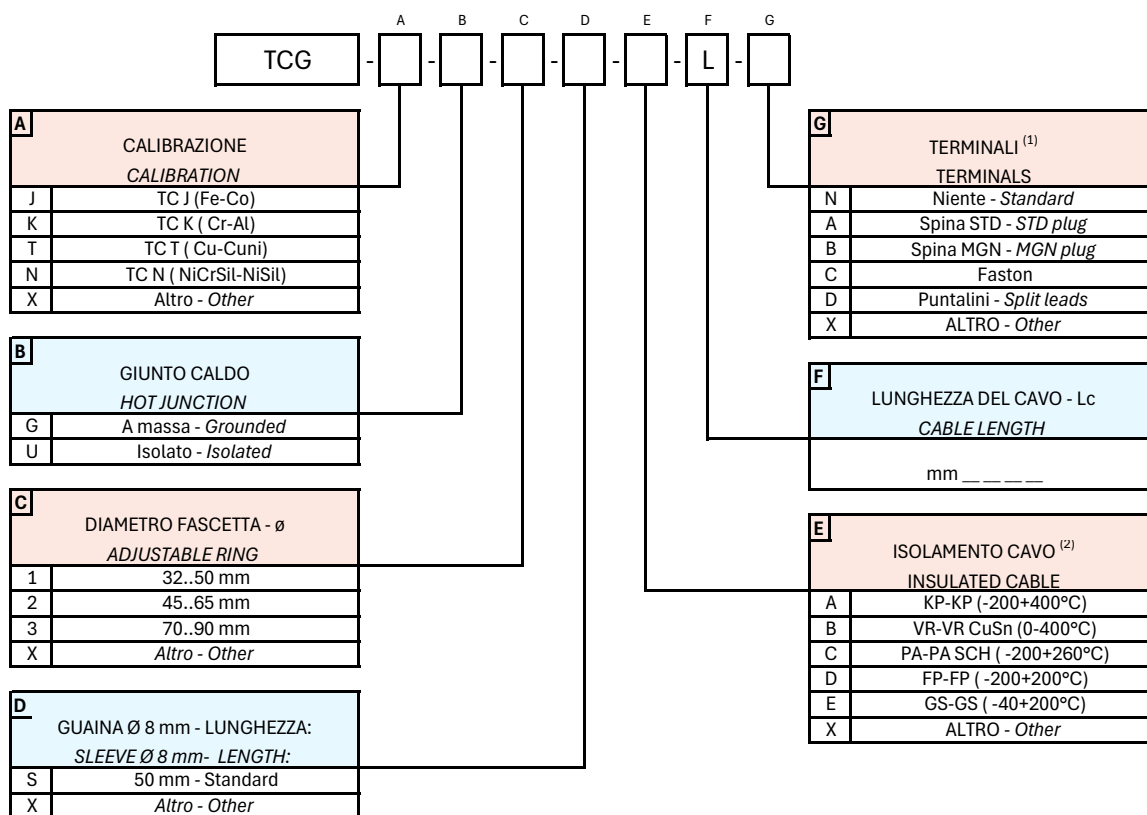 A B C D E F G
TCG - - - - - - L -
A
CALIBRAZIONE
CALIBRATION
J TC J (Fe-Co)
K TC K ( Cr-Al)
T TC T ( Cu-Cuni)
N TC N ( NiCrSil-NiSil)
X Altro - Other
B
GIUNTO CALDO
HOT JUNCTION
G A massa - Grounded
U Isolato - Isolated
C
DIAMETRO FASCETTA - ø
ADJUSTABLE RING
1 32..50 mm
2 45..65 mm
3 70..90 mm
X Altro - Other
D
GUAINA Ø 8 mm - LUNGHEZZA:
SLEEVE Ø 8 mm- LENGTH:
S 50 mm - Standard
X Altro - Other
G
TERMINALI (1)
TERMINALS
N Niente - Standard
A Spina STD - STD plug
B Spina MGN - MGN plug
C Faston
D Puntalini - Split leads
X ALTRO - Other
F
LUNGHEZZA DEL CAVO - Lc
CABLE LENGTH
mm __ __ __ __
E
ISOLAMENTO CAVO (2)
INSULATED CABLE
A KP-KP (-200+400°C)
B VR-VR CuSn (0-400°C)
C PA-PA SCH ( -200+260°C)
D FP-FP ( -200+200°C)
E GS-GS ( -40+200°C)
X ALTRO - Other